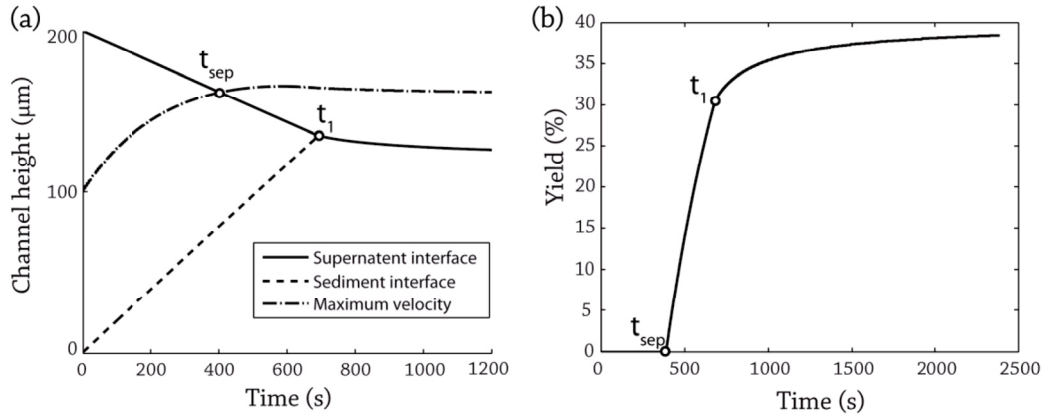 (a)
200
100
0
Channel height (μm)
t_sep
t_1
Supernatent interface
Sediment interface
Maximum velocity
0 200 400 600 800 1000 1200
Time (s)
(b)
40
35
30
25
20
15
10
5
0
Yield (%)
t_1
t_sep
0 500 1000 1500 2000 2500
Time (s)